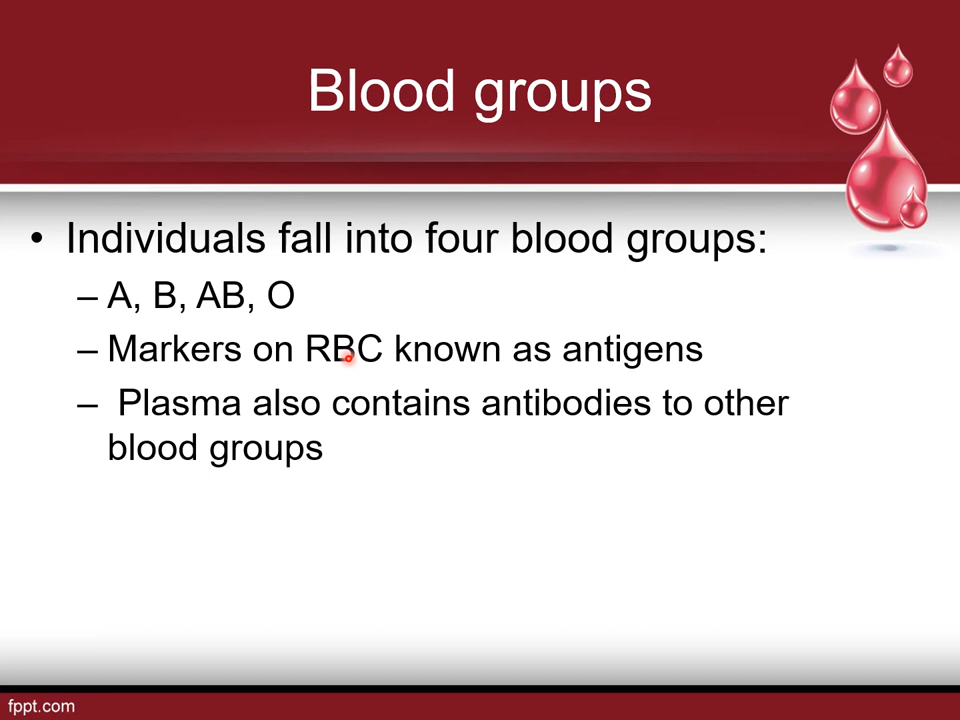 Blood groups
• Individuals fall into four blood groups:
– A, B, AB, O
– Markers on RBC known as antigens
– Plasma also contains antibodies to other
blood groups
fppt.com